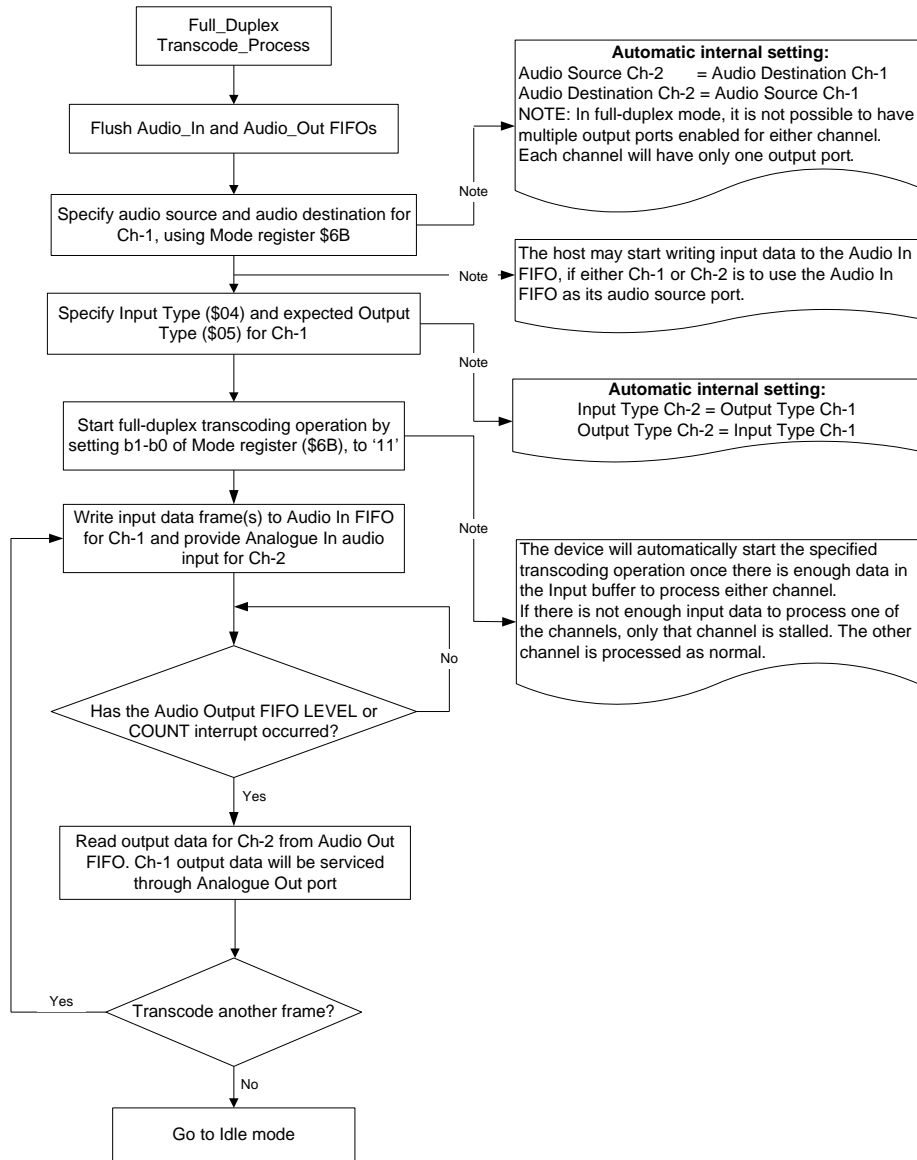 Full_Duplex
Transcode_Process
Flush Audio_In and Audio_Out FIFOs
Specify audio source and audio destination for
Ch-1, using Mode register $6B
Note
Automatic internal setting:
Audio Source Ch-2 = Audio Destination Ch-1
Audio Destination Ch-2 = Audio Source Ch-1
NOTE: In full-duplex mode, it is not possible to have
multiple output ports enabled for either channel.
Each channel will have only one output port.
Note
The host may start writing input data to the Audio In
FIFO, if either Ch-1 or Ch-2 is to use the Audio In
FIFO as its audio source port.
Specify Input Type ($04) and expected Output
Type ($05) for Ch-1
Note
Automatic internal setting:
Input Type Ch-2 = Output Type Ch-1
Output Type Ch-2 = Input Type Ch-1
Start full-duplex transcoding operation by
setting b1-b0 of Mode register ($6B), to ‘11’
Note
The device will automatically start the specified
transcoding operation once there is enough data in
the Input buffer to process either channel.
If there is not enough input data to process one of
the channels, only that channel is stalled. The other
channel is processed as normal.
Write input data frame(s) to Audio In FIFO
for Ch-1 and provide Analogue In audio
input for Ch-2
No
Has the Audio Output FIFO LEVEL or
COUNT interrupt occurred?
Yes
Read output data for Ch-2 from Audio Out
FIFO. Ch-1 output data will be serviced
through Analogue Out port
Yes
Transcode another frame?
No
Go to Idle mode